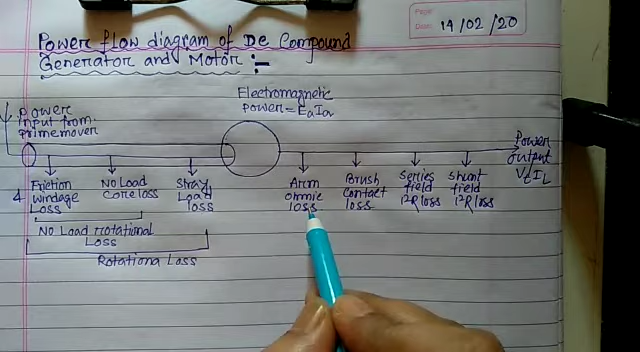 Page:
Date: 14/02/20
Power flow diagram of Dc Compound
Generator and Motor :-
Electromagnetic
power = EaIa
Power
input from
primemover
Power
output
VLIL
4
Friction
windage
Loss
No Load
core loss
Stray
Load
loss
Arm
ohmic
loss
Brush
contact
loss
Series
field
I²R loss
Shunt
field
I²R loss
No Load rotational
Loss
Rotational Loss